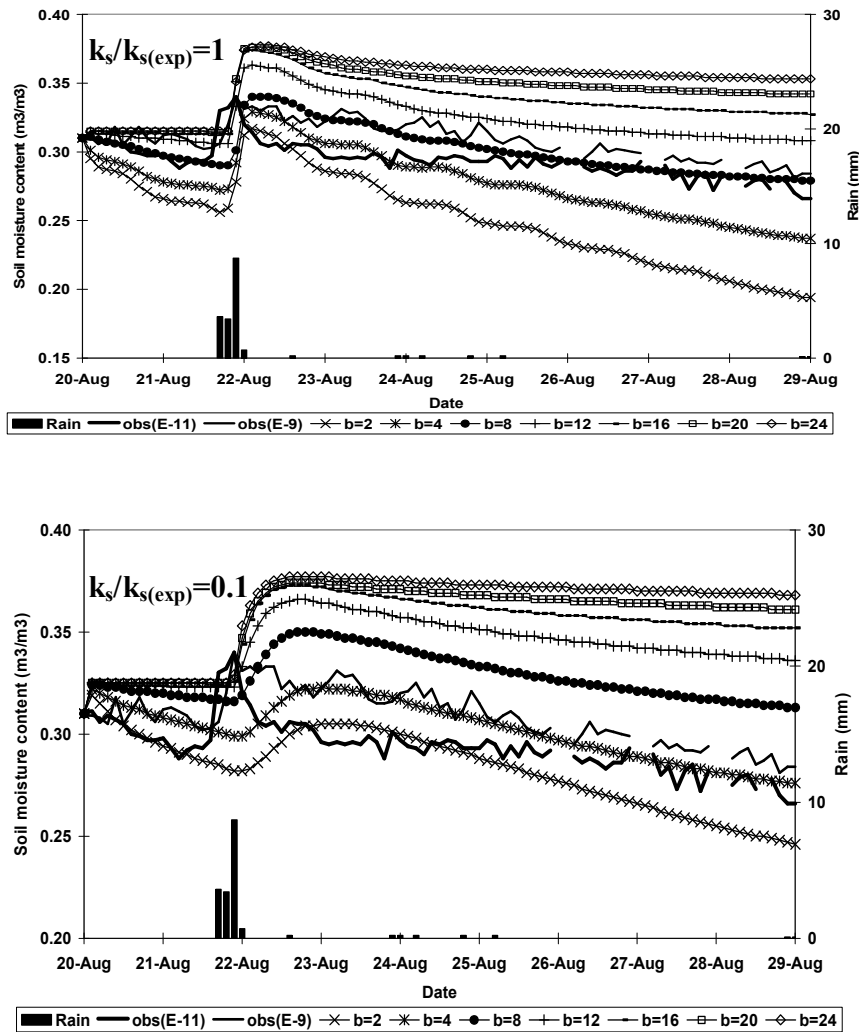 k_s/k_s(exp)=1
Soil moisture content (m3/m3)
0.40
0.35
0.30
0.25
0.20
0.15
Rain (mm)
30
20
10
0
20-Aug 21-Aug 22-Aug 23-Aug 24-Aug 25-Aug 26-Aug 27-Aug 28-Aug 29-Aug
Date
Rain obs(E-11) obs(E-9) b=2 b=4 b=8 b=12 b=16 b=20 b=24
k_s/k_s(exp)=0.1
Soil moisture content (m3/m3)
0.40
0.35
0.30
0.25
0.20
Rain (mm)
30
20
10
0
20-Aug 21-Aug 22-Aug 23-Aug 24-Aug 25-Aug 26-Aug 27-Aug 28-Aug 29-Aug
Date
Rain obs(E-11) obs(E-9) b=2 b=4 b=8 b=12 b=16 b=20 b=24